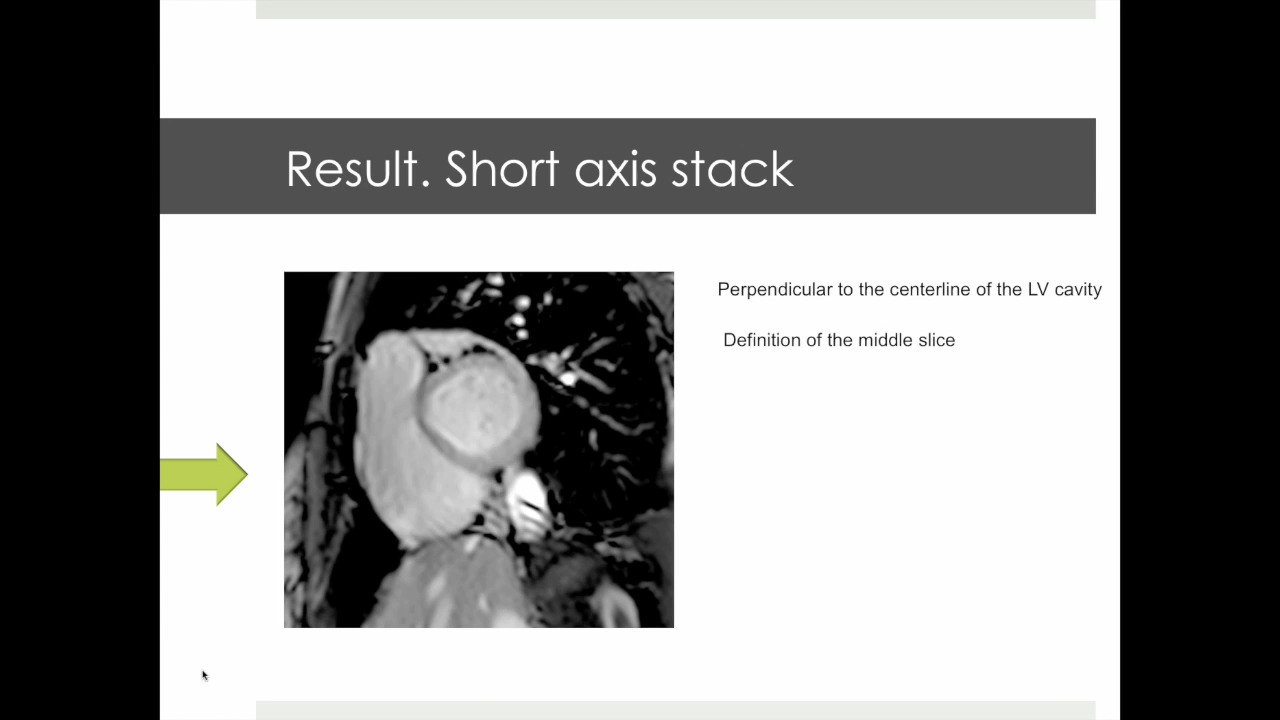 Result. Short axis stack
Perpendicular to the centerline of the LV cavity
Definition of the middle slice